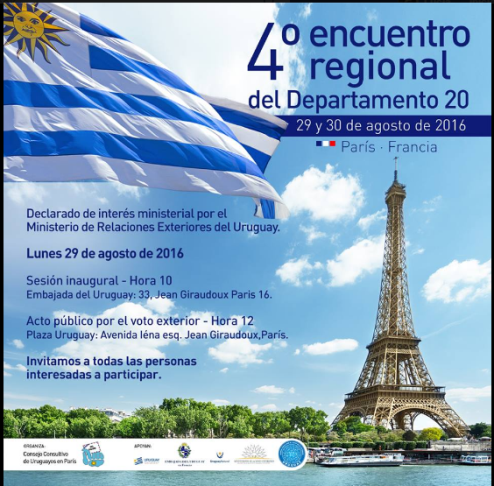 4º encuentro
regional
del Departamento 20
29 y 30 de agosto de 2016
París · Francia
Declarado de interés ministerial por el
Ministerio de Relaciones Exteriores del Uruguay.
Lunes 29 de agosto de 2016
Sesión inaugural - Hora 10
Embajada del Uruguay: 33, Jean Giraudoux Paris 16.
Acto público por el voto exterior - Hora 12
Plaza Uruguay: Avenida Iéna esq. Jean Giraudoux,París.
Invitamos a todas las personas
interesadas a participar.
ORGANIZA:
Consejo Consultivo
de Uruguayos en París
APOYAN: